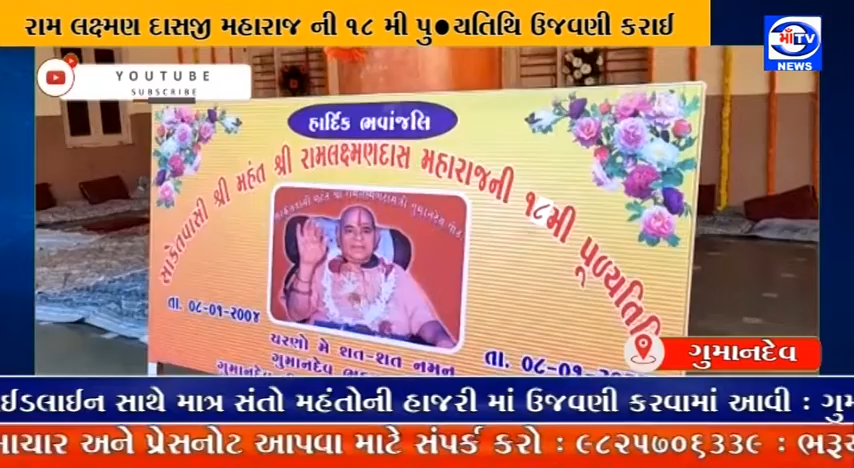 રામ લક્ષ્મણ દાસજી મહારાજ ની ૧૮ મી પુ●ચતિથિ ઉજવણી કરાઈ
માઁ TV
NEWS
YOUTUBE
SUBSCRIBE
હાર્દિક ભવાંજલિ
સાકેતવાસી શ્રી મહંત શ્રી રામલક્ષ્મણદાસ મહારાજની ૧૮મી પૂણ્યતિથિ
તા. ૦૮-૦૧-૨૦૦૪
ચરણો મે શત-શત નમન
ગુમાનદેવ
તા. ૦૮-૦૧-
ગુમાનદેવ
ઈડલાઈન સાથે માત્ર સંતો મહંતોની હાજરી માં ઉજવણી કરવામાં આવી : ગુમ
માચાર અને પ્રેસનોટ આપવા માટે સંપર્ક કરો : ૯૮૨૫૭૦૬૩૩૯ : ભરૂચ